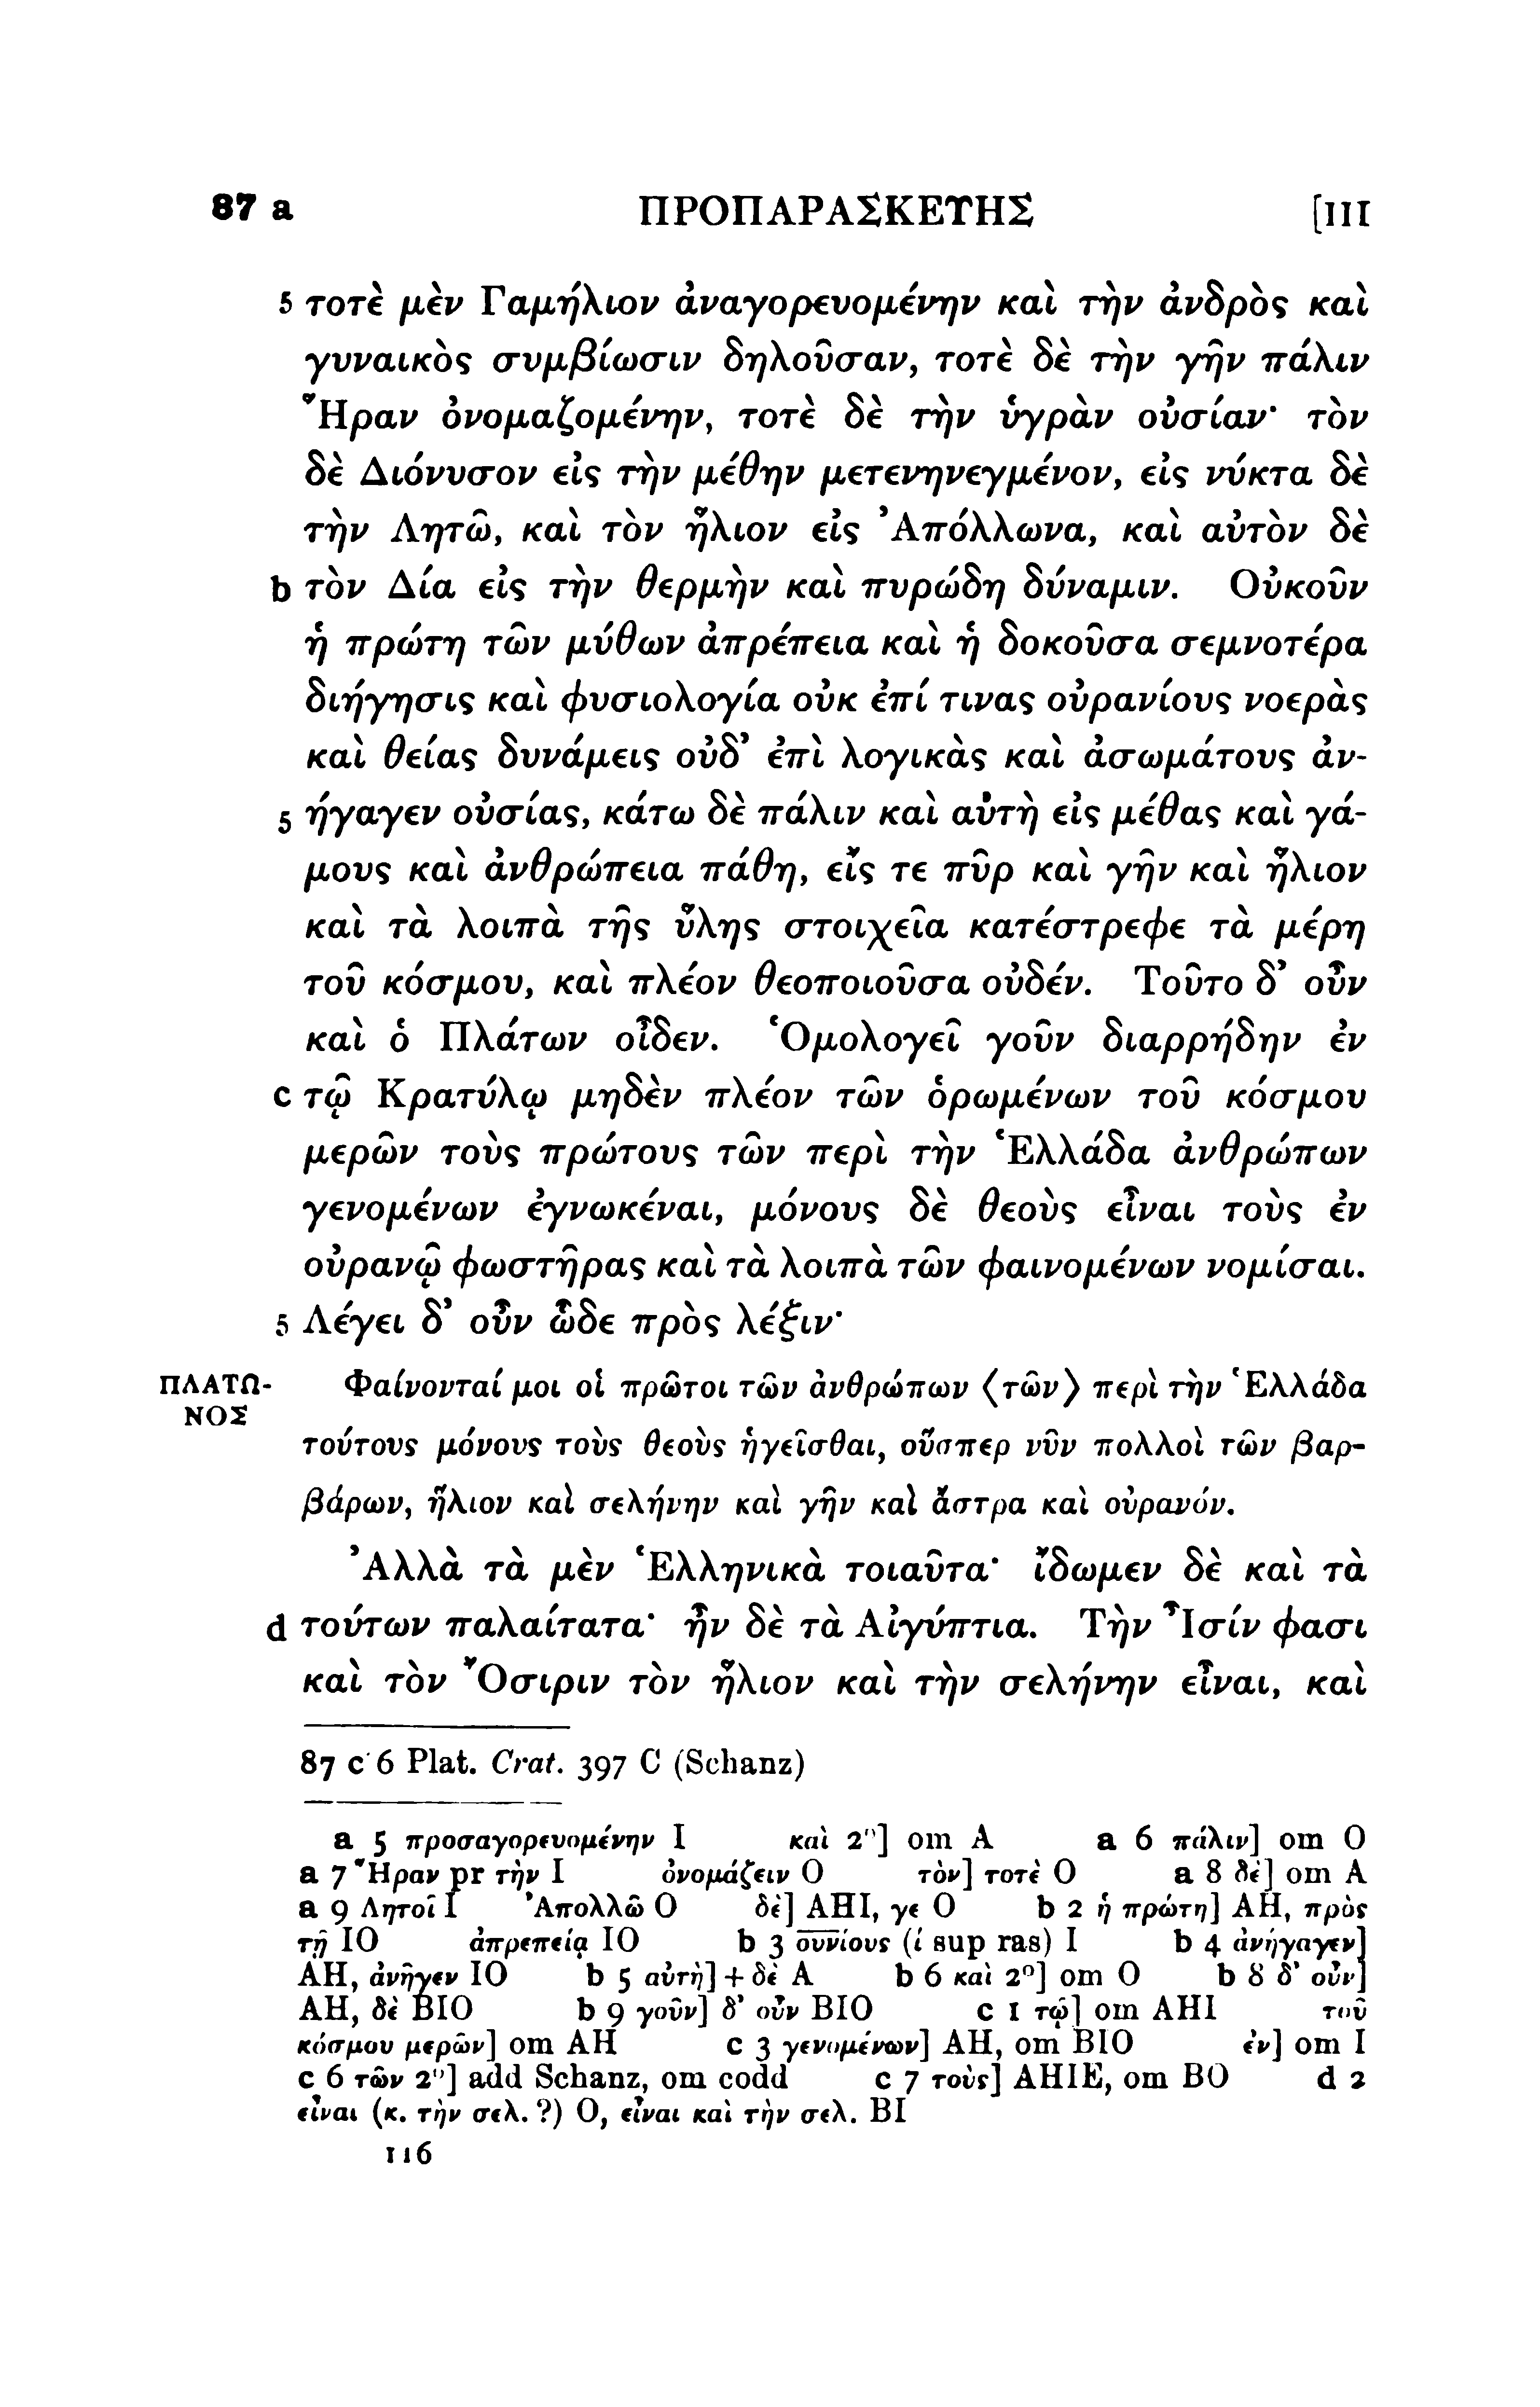 87 a ΠΡΟΠΑΡΑΣΚΕΥΗΣ [III
5 τοτὲ μὲν Γαμήλιον ἀναγορευομένην καὶ τὴν ἀνδρὸς καὶ
γυναικὸς συμβίωσιν δηλοῦσαν, τοτὲ δὲ τὴν γῆν πάλιν
Ἥραν ὀνομαζομένην, τοτὲ δὲ τὴν ὑγρὰν οὐσίαν· τὸν
δὲ Διόνυσον εἰς τὴν μέθην μετενηνεγμένον, εἰς νύκτα δὲ
τὴν Λητῶ, καὶ τὸν ἥλιον εἰς Ἀπόλλωνα, καὶ αὐτὸν δὲ
b τὸν Δία εἰς τὴν θερμὴν καὶ πυρώδη δύναμιν. Οὐκοῦν
ἡ πρώτη τῶν μύθων ἀπρέπεια καὶ ἡ δοκοῦσα σεμνοτέρα
διήγησις καὶ φυσιολογία οὐκ ἐπί τινας οὐρανίους νοερὰς
καὶ θείας δυνάμεις οὐδ’ ἐπὶ λογικὰς καὶ ἀσωμάτους ἀν-
5 ήγαγεν οὐσίας, κάτω δὲ πάλιν καὶ αὐτὴ εἰς μέθας καὶ γά-
μους καὶ ἀνθρώπεια πάθη, εἴς τε πῦρ καὶ γῆν καὶ ἥλιον
καὶ τὰ λοιπὰ τῆς ὕλης στοιχεῖα κατέστρεφε τὰ μέρη
τοῦ κόσμου, καὶ πλέον θεοποιοῦσα οὐδέν. Τοῦτο δ’ οὖν
καὶ ὁ Πλάτων οἶδεν. Ὁμολογεῖ γοῦν διαρρήδην ἐν
c τῷ Κρατύλῳ μηδὲν πλέον τῶν ὁρωμένων τοῦ κόσμου
μερῶν τοὺς πρώτους τῶν περὶ τὴν Ἑλλάδα ἀνθρώπων
γενομένων ἐγνωκέναι, μόνους δὲ θεοὺς εἶναι τοὺς ἐν
οὐρανῷ φωστῆρας καὶ τὰ λοιπὰ τῶν φαινομένων νομίσαι.
5 Λέγει δ’ οὖν ὧδε πρὸς λέξιν·
ΠΛΑΤΩ- Φαίνονταί μοι οἱ πρῶτοι τῶν ἀνθρώπων ⟨τῶν⟩ περὶ τὴν Ἑλλάδα
ΝΟΣ
τούτους μόνους τοὺς θεοὺς ἡγεῖσθαι, οὕσπερ νῦν πολλοὶ τῶν βαρ-
βάρων, ἥλιον καὶ σελήνην καὶ γῆν καὶ ἄστρα καὶ οὐρανόν.
Ἀλλὰ τὰ μὲν Ἑλληνικὰ τοιαῦτα· ἴδωμεν δὲ καὶ τὰ
d τούτων παλαίτατα· ἦν δὲ τὰ Αἰγύπτια. Τὴν Ἶσίν φασι
καὶ τὸν Ὄσιριν τὸν ἥλιον καὶ τὴν σελήνην εἶναι, καὶ
87 c 6 Plat. Crat. 397 C (Schanz)
a 5 προσαγορευομένην I καὶ 2°] om A a 6 πάλιν] om O
a 7 Ἥραν pr τὴν I ὀνομάζειν O τὸν] τοτὲ O a 8 δὲ] om A
a 9 Λητοῖ I Ἀπολλῶ O δὲ] AHI, γε O b 2 ἡ πρώτη] AH, πρὸς
τῇ IO ἀπρεπείᾳ IO b 3 ουνίους (ί sup ras) I b 4 ἀνήγαγεν]
AH, ἀνῆγεν IO b 5 αὐτὴ] + δὲ A b 6 καὶ 2°] om O b 8 δ’ οὖν]
AH, δὲ BIO b 9 γοῦν] δ’ οὖν BIO c 1 τῷ] om AHI τοῦ
κόσμου μερῶν] om AH c 3 γενομένων] AH, om BIO ἐν] om I
c 6 τῶν 2°] add Schanz, om codd c 7 τοὺς] AHIE, om BO d 2
εἶναι (κ. τὴν σελ. ?) O, εἶναι καὶ τὴν σελ. BI
116